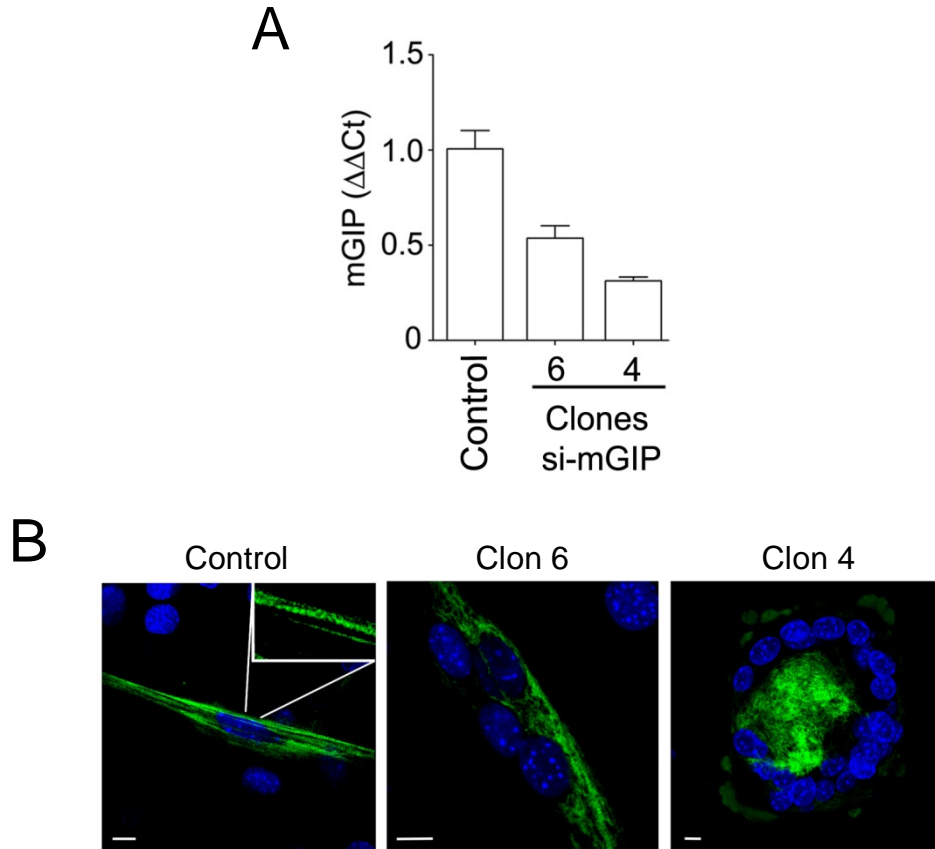 A
1.5
1.0
0.5
0
mGIP (ΔΔCt)
Control
6 4
Clones
si-mGIP
B
Control Clon 6 Clon 4